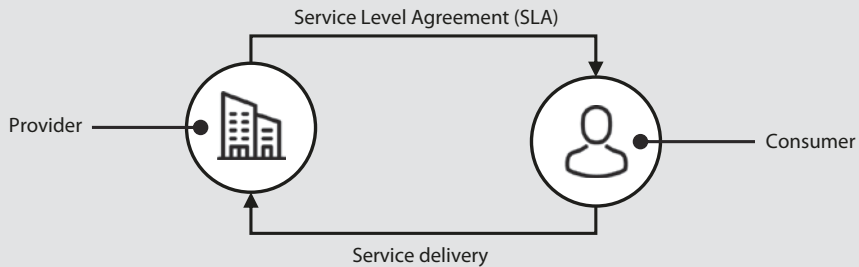 Service Level Agreement (SLA)
Provider
Consumer
Service delivery